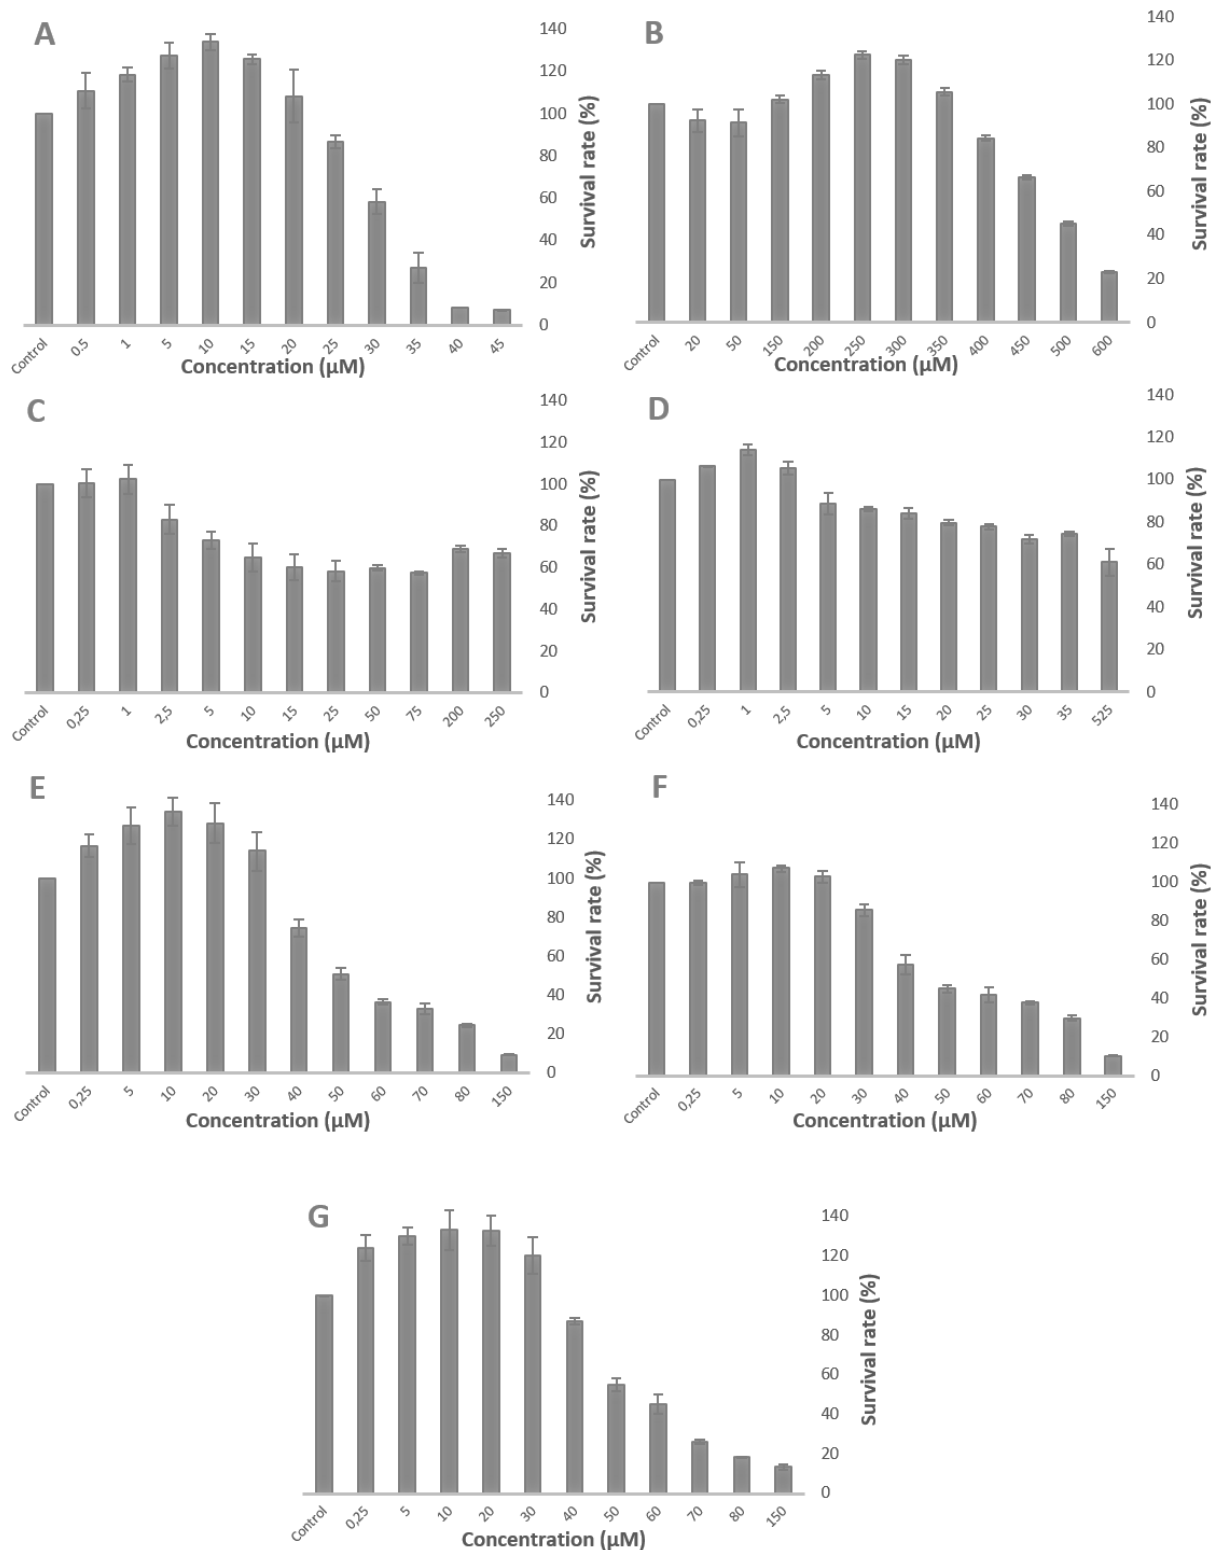 A
140
120
100
80
60
40
20
0
Survival rate (%)
Control 0.5 1 5 10 15 20 25 30 35 40 45
Concentration (µM)
B
140
120
100
80
60
40
20
0
Survival rate (%)
Control 20 50 150 200 250 300 350 400 450 500 600
Concentration (µM)
C
140
120
100
80
60
40
20
0
Survival rate (%)
Control 0,25 1 2,5 5 10 15 25 50 75 200 250
Concentration (µM)
D
140
120
100
80
60
40
20
0
Survival rate (%)
Control 0,25 1 2,5 5 10 15 20 25 30 35 525
Concentration (µM)
E
140
120
100
80
60
40
20
0
Survival rate (%)
Control 0,25 5 10 20 30 40 50 60 70 80 150
Concentration (µM)
F
140
120
100
80
60
40
20
0
Survival rate (%)
Control 0,25 5 10 20 30 40 50 60 70 80 150
Concentration (µM)
G
140
120
100
80
60
40
20
0
Survival rate (%)
Control 0,25 5 10 20 30 40 50 60 70 80 150
Concentration (µM)